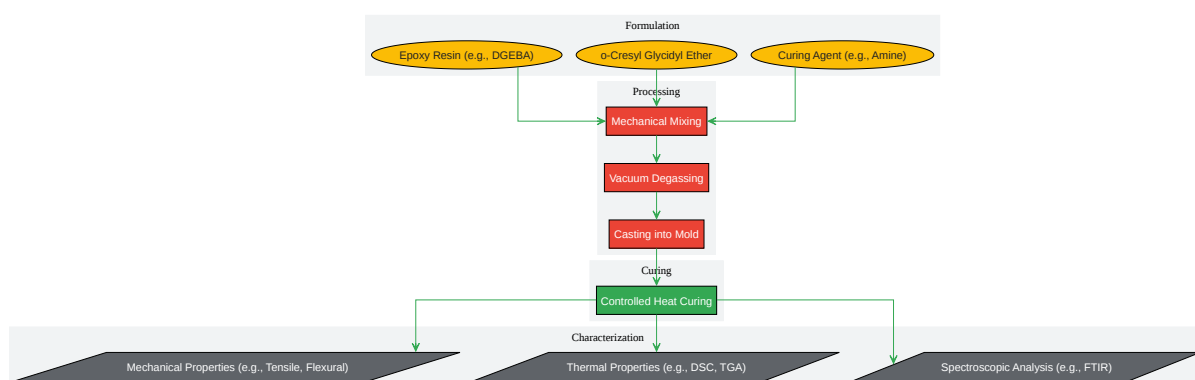 Formulation
Epoxy Resin (e.g., DGEBA)
o-Cresyl Glycidyl Ether
Curing Agent (e.g., Amine)
Processing
Mechanical Mixing
Vacuum Degassing
Casting into Mold
Curing
Controlled Heat Curing
Characterization
Mechanical Properties (e.g., Tensile, Flexural)
Thermal Properties (e.g., DSC, TGA)
Spectroscopic Analysis (e.g., FTIR)